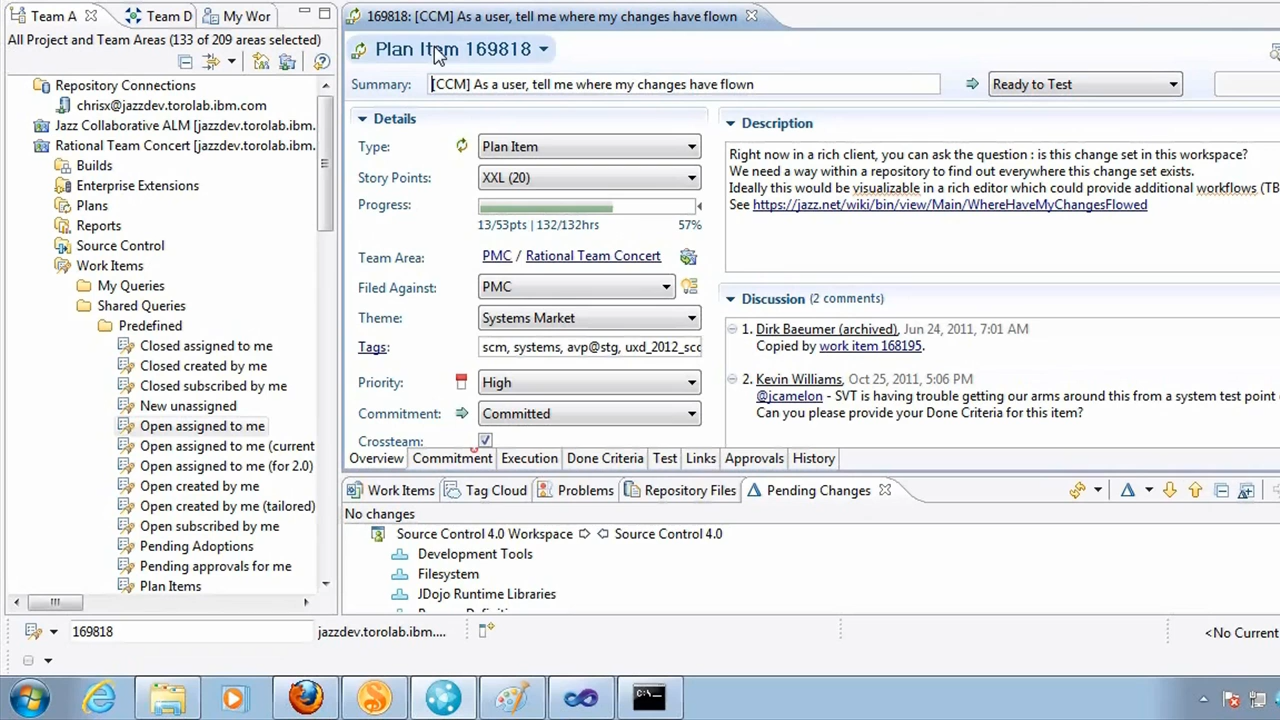 Team A
Team D
My Wor
All Project and Team Areas (133 of 209 areas selected)
Repository Connections
chrisx@jazzdev.torolab.ibm.com
Jazz Collaborative ALM [jazzdev.torolab.ibm.
Rational Team Concert [jazzdev.torolab.ibm.
Builds
Enterprise Extensions
Plans
Reports
Source Control
Work Items
My Queries
Shared Queries
Predefined
Closed assigned to me
Closed created by me
Closed subscribed by me
New unassigned
Open assigned to me
Open assigned to me (current
Open assigned to me (for 2.0)
Open created by me
Open created by me (tailored)
Open subscribed by me
Pending Adoptions
Pending approvals for me
Plan Items
169818: [CCM] As a user, tell me where my changes have flown
Plan Item 169818
Summary: [CCM] As a user, tell me where my changes have flown
Ready to Test
Details
Type: Plan Item
Story Points: XXL (20)
Progress:
13/53pts | 132/132hrs 57%
Team Area: PMC / Rational Team Concert
Filed Against: PMC
Theme: Systems Market
Tags: scm, systems, avp@stg, uxd_2012_scc
Priority: High
Commitment: Committed
Crossteam:
Description
Right now in a rich client, you can ask the question : is this change set in this workspace?
We need a way within a repository to find out everywhere this change set exists.
Ideally this would be visualizable in a rich editor which could provide additional workflows (TB
See https://jazz.net/wiki/bin/view/Main/WhereHaveMyChangesFlowed
Discussion (2 comments)
1. Dirk Baeumer (archived), Jun 24, 2011, 7:01 AM
Copied by work item 168195.
2. Kevin Williams, Oct 25, 2011, 5:06 PM
@jcamelon - SVT is having trouble getting our arms around this from a system test point
Can you please provide your Done Criteria for this item?
Overview Commitment Execution Done Criteria Test Links Approvals History
Work Items Tag Cloud Problems Repository Files Pending Changes
No changes
Source Control 4.0 Workspace Source Control 4.0
Development Tools
Filesystem
JDojo Runtime Libraries
169818
jazzdev.torolab.ibm....
<No Current